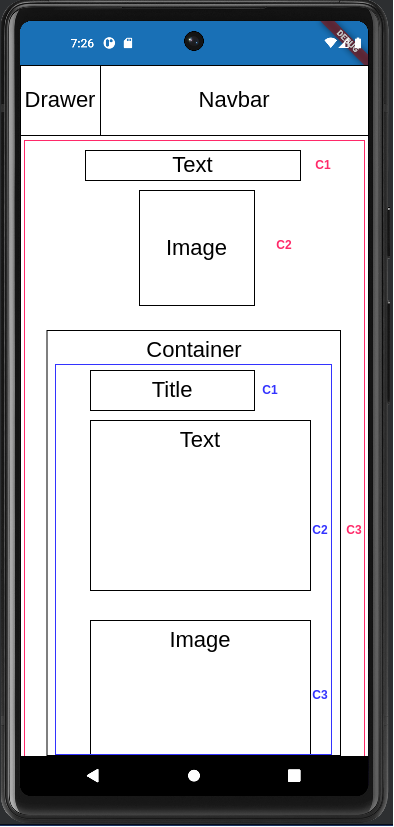 7:26
DEBUG
Drawer
Navbar
Text
C1
Image
C2
Container
Title
C1
Text
C2
C3
Image
C3